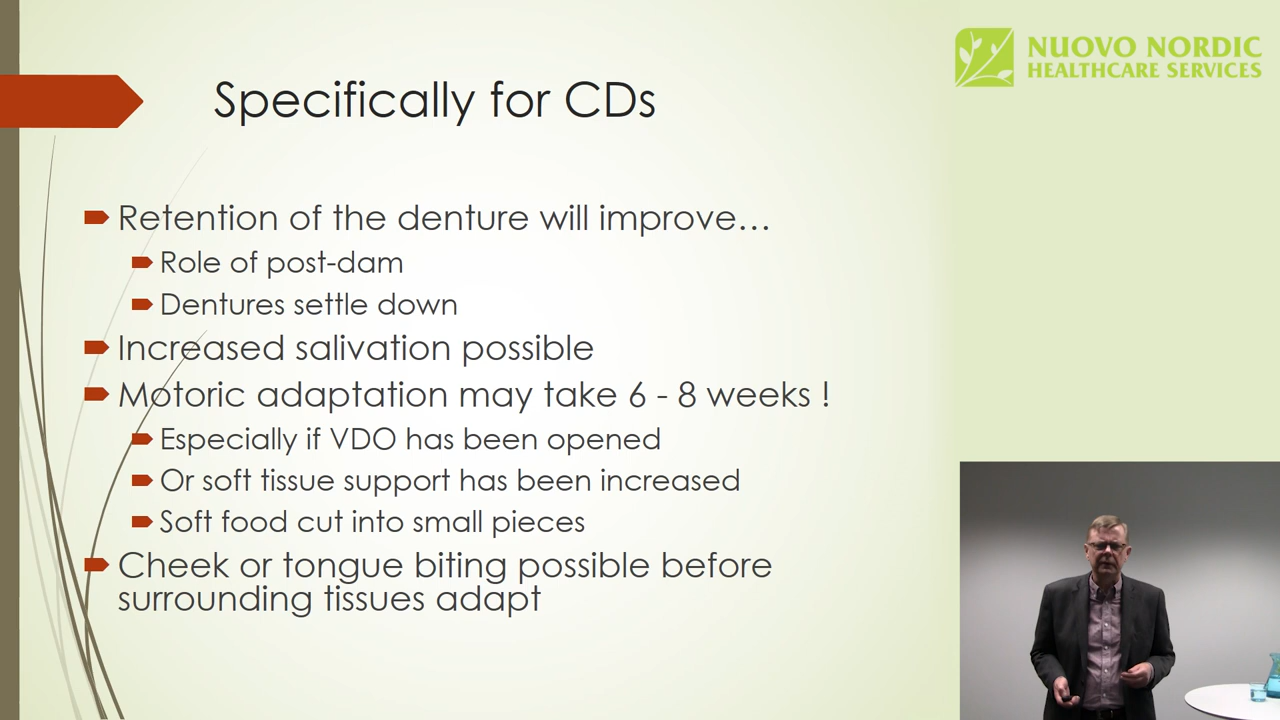 NUOVO NORDIC
HEALTHCARE SERVICES
Specifically for CDs
Retention of the denture will improve…
Role of post-dam
Dentures settle down
Increased salivation possible
Motoric adaptation may take 6 - 8 weeks !
Especially if VDO has been opened
Or soft tissue support has been increased
Soft food cut into small pieces
Cheek or tongue biting possible before
surrounding tissues adapt